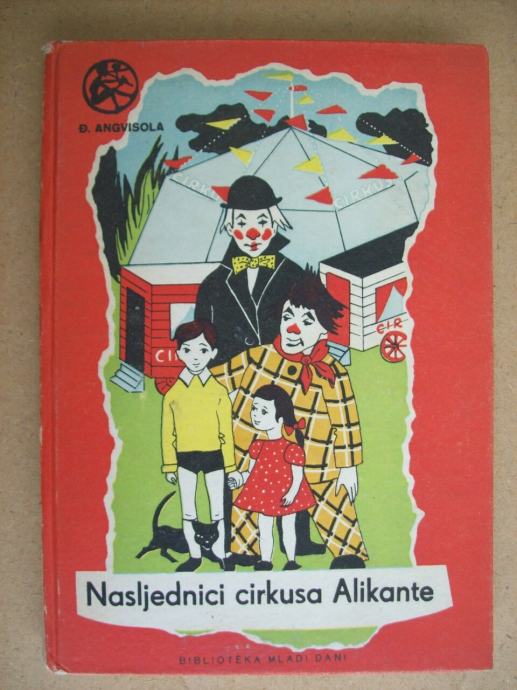 Đ. ANGVISOLA
CIRKUS
CIRKUS
CIR
CIR
Nasljednici cirkusa Alikante
BIBLIOTEKA MLADI DANI